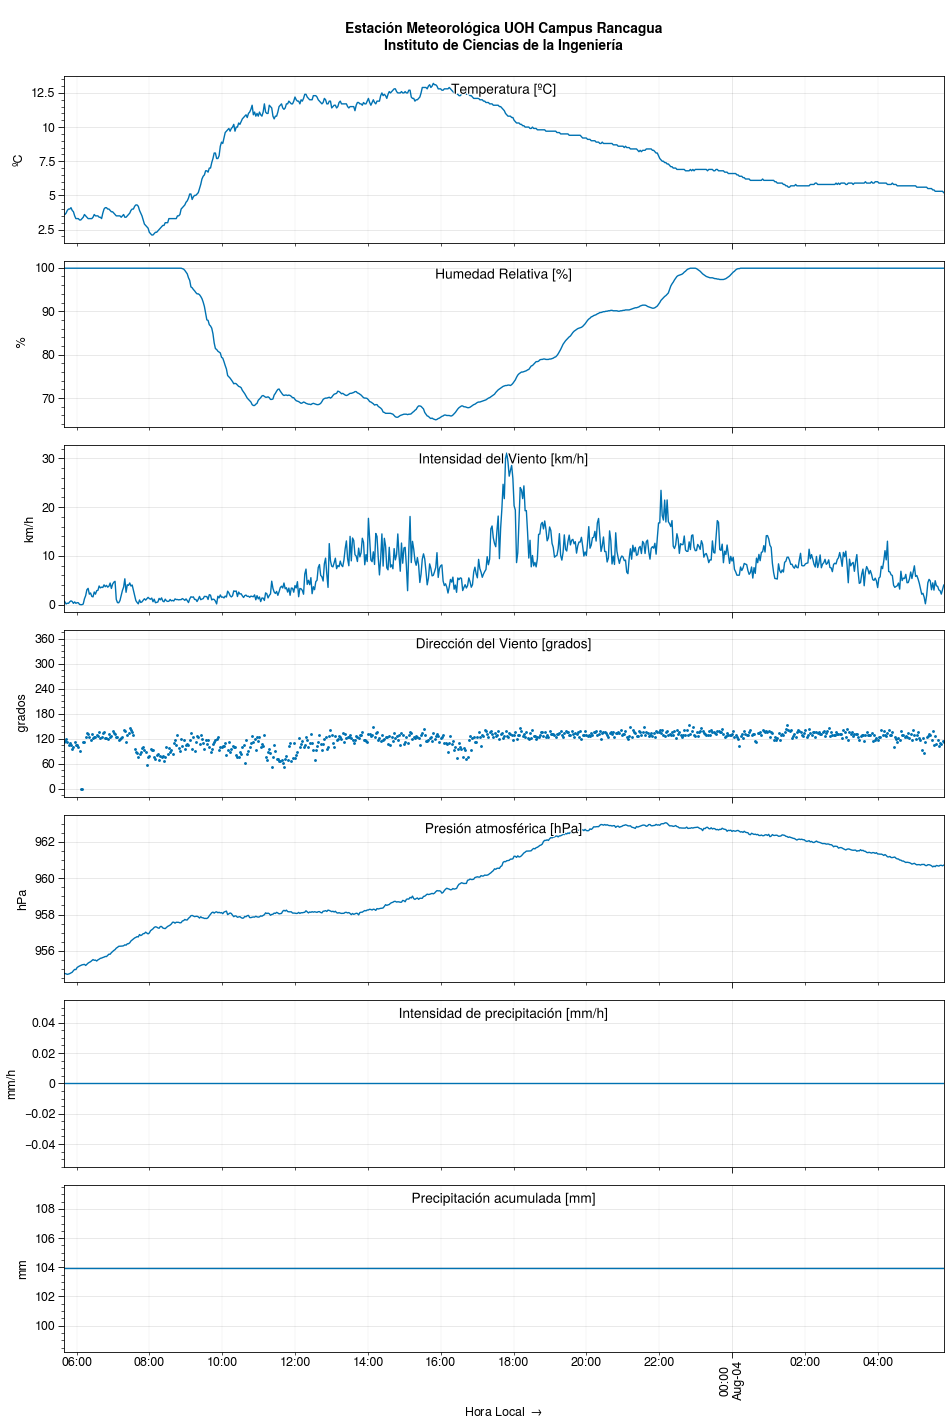 Estación Meteorológica UOH Campus Rancagua
Instituto de Ciencias de la Ingeniería
Temperatura [ºC]
ºC
12.5
10
7.5
5
2.5
Humedad Relativa [%]
%
100
90
80
70
Intensidad del Viento [km/h]
km/h
30
20
10
0
Dirección del Viento [grados]
grados
360
300
240
180
120
60
0
Presión atmosférica [hPa]
hPa
962
960
958
956
Intensidad de precipitación [mm/h]
mm/h
0.04
0.02
0
−0.02
−0.04
Precipitación acumulada [mm]
mm
108
106
104
102
100
06:00 08:00 10:00 12:00 14:00 16:00 18:00 20:00 22:00 00:00 02:00 04:00
Aug-04
Hora Local →